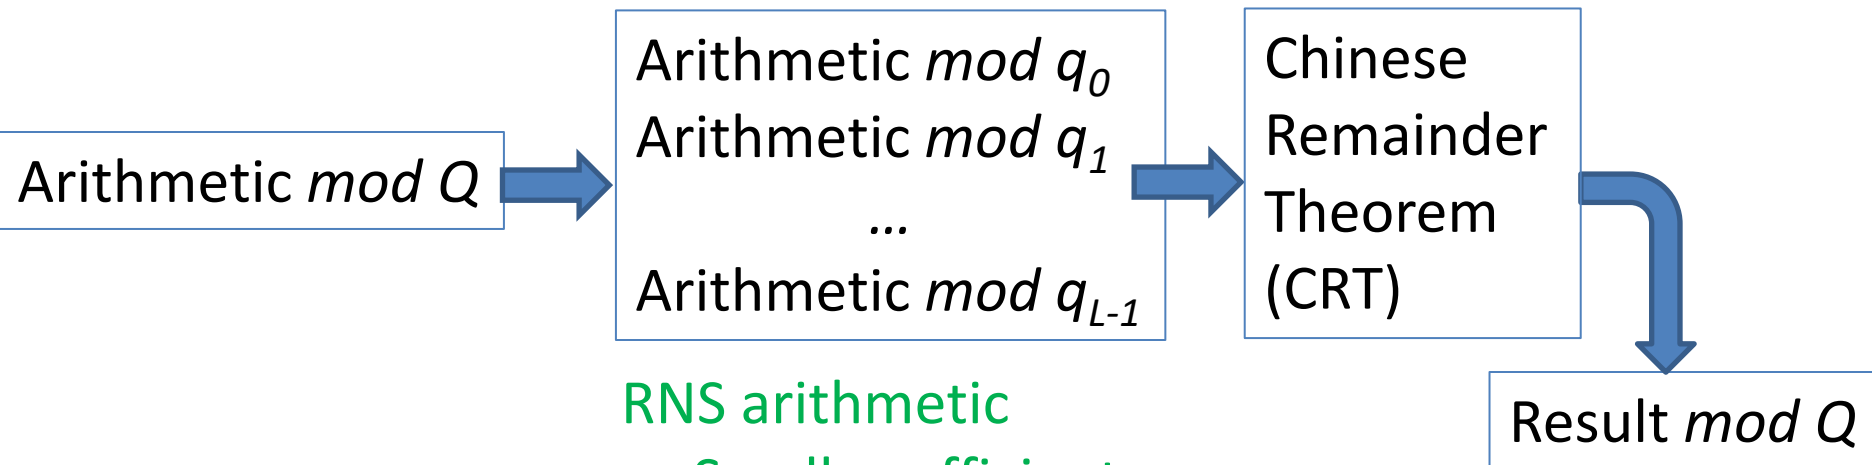 Arithmetic mod Q
Arithmetic mod q0
Arithmetic mod q1
...
Arithmetic mod qL-1
Chinese
Remainder
Theorem
(CRT)
RNS arithmetic
Result mod Q